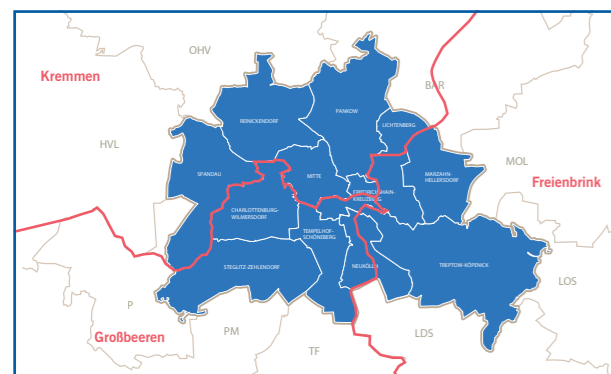 OHV
Kremmen
BAR
PANKOW
REINICKENDORF
LICHTENBERG
HVL
MOL
SPANDAU
MITTE
MARZAHN-
HELLERSDORF
Freienbrink
FRIEDRICHSHAIN-
KREUZBERG
CHARLOTTENBURG-
WILMERSDORF
TEMPELHOF-
SCHÖNEBERG
STEGLITZ-ZEHLENDORF
NEUKÖLLN
TREPTOW-KÖPENICK
LOS
P
Großbeeren
PM
TF
LDS